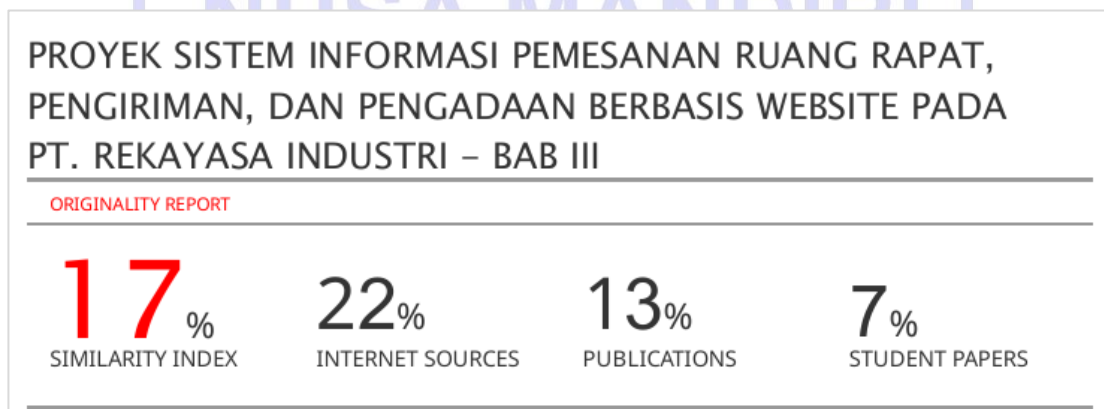 PROYEK SISTEM INFORMASI PEMESANAN RUANG RAPAT,
PENGIRIMAN, DAN PENGADAAN BERBASIS WEBSITE PADA
PT. REKAYASA INDUSTRI – BAB III
ORIGINALITY REPORT
17% 22% 13% 7%
SIMILARITY INDEX INTERNET SOURCES PUBLICATIONS STUDENT PAPERS